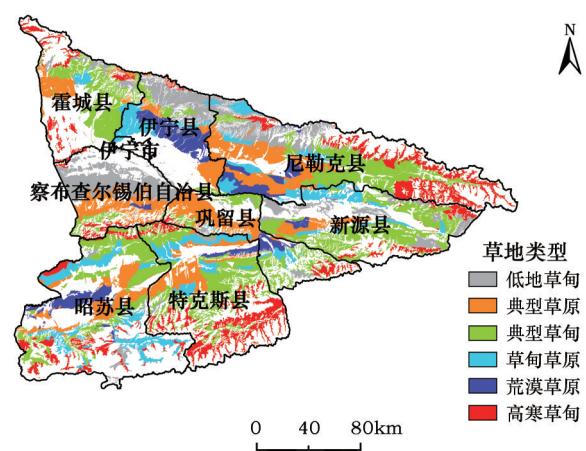 N
霍城县
伊宁县
伊宁市
尼勒克县
察布查尔锡伯自治县
巩留县
新源县
昭苏县
特克斯县
草地类型
低地草甸
典型草原
典型草甸
草甸草原
荒漠草原
高寒草甸
0 40 80km